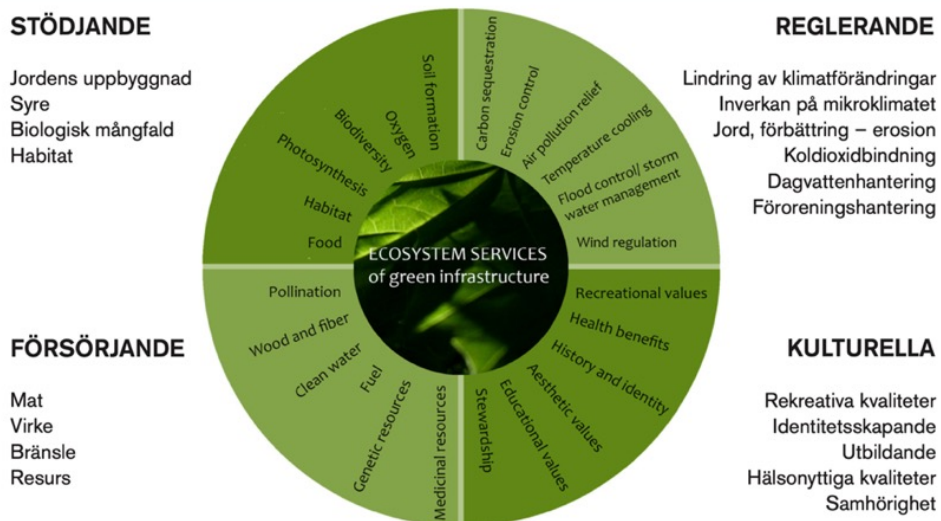 STÖDJANDE
Jordens uppbyggnad
Syre
Biologisk mångfald
Habitat
REGLERANDE
Lindring av klimatförändringar
Inverkan på mikroklimatet
Jord, förbättring – erosion
Koldioxidbindning
Dagvattenhantering
Föroreningshantering
Soil formation
Oxygen
Biodiversity
Photosynthesis
Habitat
Food
Carbon sequestration
Erosion control
Air pollution relief
Temperature cooling
Flood control/ storm
water management
Wind regulation
ECOSYSTEM SERVICES
of green infrastructure
Pollination
Wood and fiber
Clean water
Fuel
Genetic resources
Medicinal resources
Recreational values
Health benefits
History and identity
Aesthetic values
Educational values
Stewardship
FÖRSÖRJANDE
Mat
Virke
Bränsle
Resurs
KULTURELLA
Rekreativa kvaliteter
Identitetsskapande
Utbildande
Hälsonyttiga kvaliteter
Samhörighet